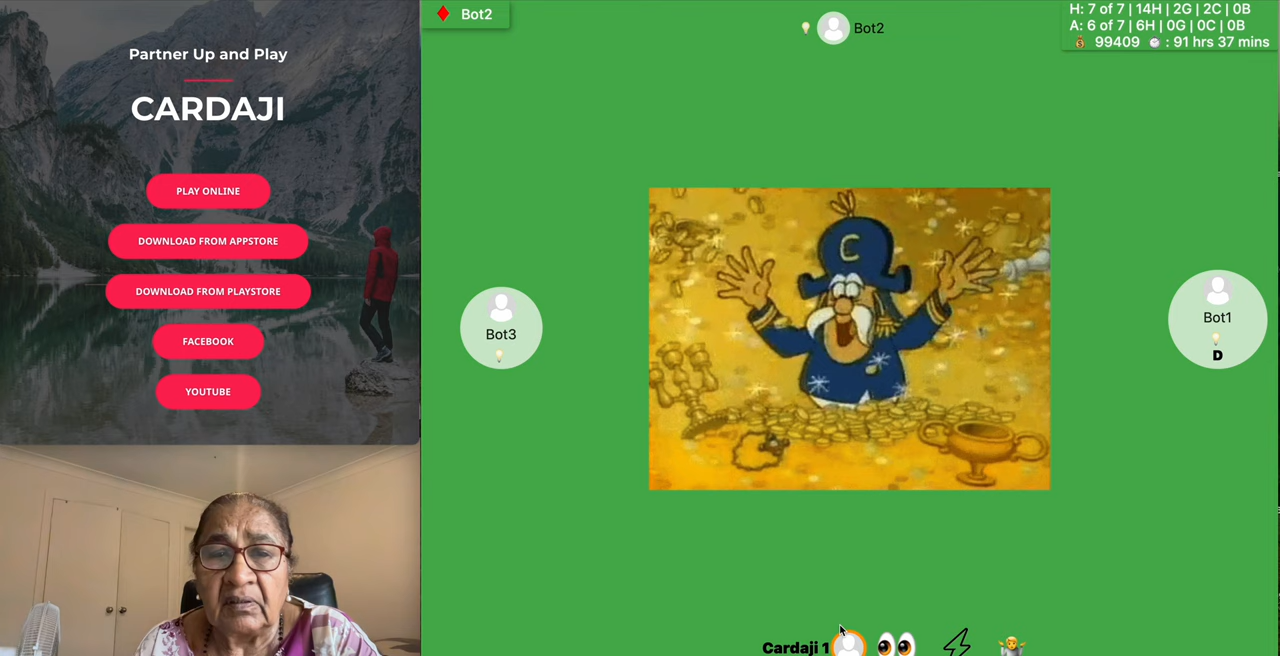 Partner Up and Play
CARDAJI
PLAY ONLINE
DOWNLOAD FROM APPSTORE
DOWNLOAD FROM PLAYSTORE
FACEBOOK
YOUTUBE
Bot2
Bot2
H: 7 of 7 | 14H | 2G | 2C | 0B
A: 6 of 7 | 6H | 0G | 0C | 0B
99409 : 91 hrs 37 mins
C
Bot3
Bot1
D
Cardaji 1